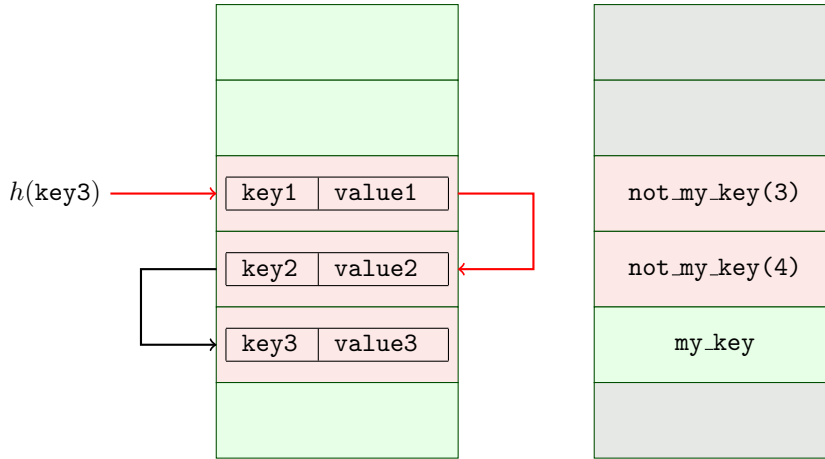 h(key3) key1 value1 not_my_key(3)
key2 value2 not_my_key(4)
key3 value3 my_key